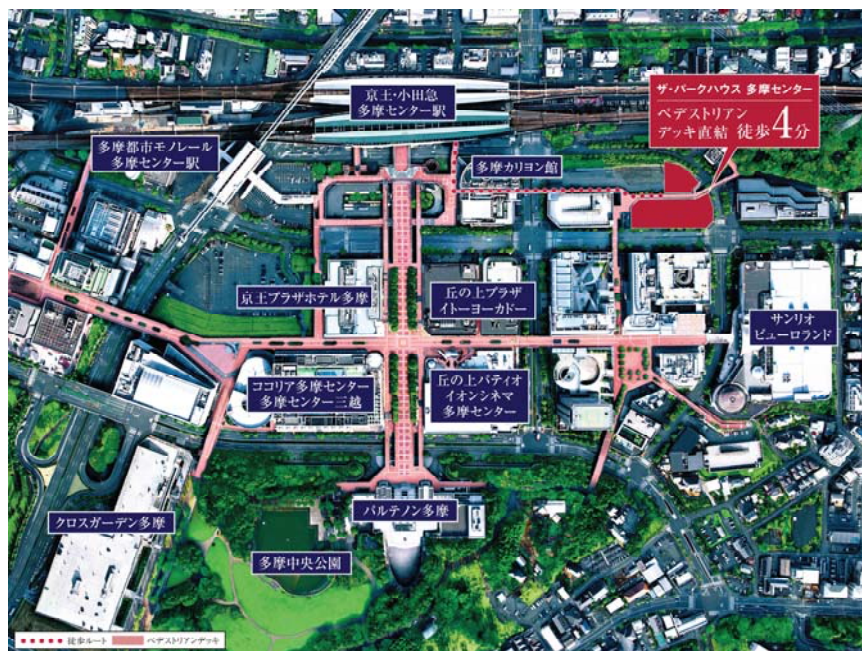 京王・小田急
多摩センター駅
ザ・パークハウス 多摩センター
ペデストリアン
デッキ直結 徒歩4分
多摩都市モノレール
多摩センター駅
多摩カリヨン館
京王プラザホテル多摩
丘の上プラザ
イトーヨーカドー
サンリオ
ピューロランド
ココリア多摩センター
多摩センター三越
丘の上パティオ
イオンシネマ
多摩センター
クロスガーデン多摩
パルテノン多摩
多摩中央公園
徒歩ルート
ペデストリアンデッキ